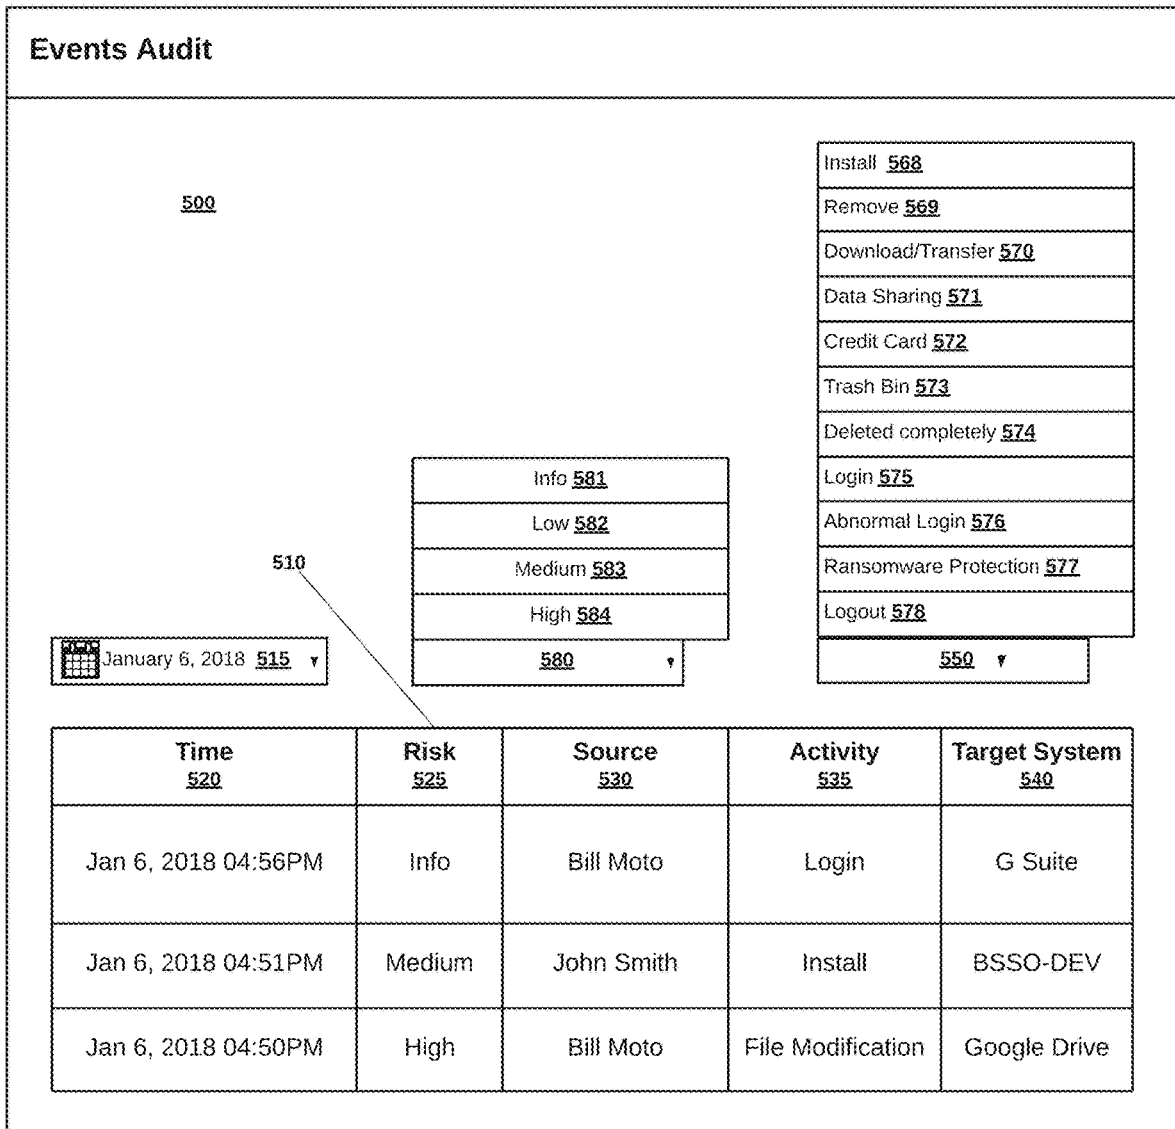 Events Audit
500
Install 568
Remove 569
Download/Transfer 570
Data Sharing 571
Credit Card 572
Trash Bin 573
Deleted completely 574
Login 575
Abnormal Login 576
Ransomware Protection 577
Logout 578
550
Info 581
Low 582
Medium 583
High 584
580
510
January 6, 2018 515
Time Risk Source Activity Target System
520 525 530 535 540
Jan 6, 2018 04:56PM Info Bill Moto Login G Suite
Jan 6, 2018 04:51PM Medium John Smith Install BSSO-DEV
Jan 6, 2018 04:50PM High Bill Moto File Modification Google Drive